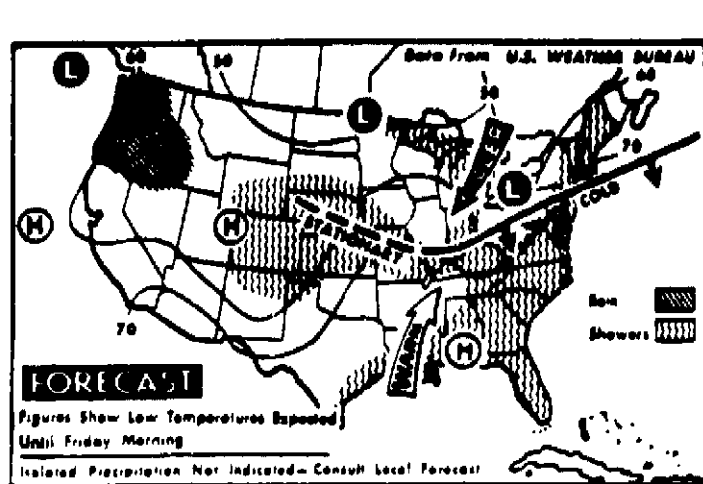 Data From U.S. WEATHER BUREAU
L
60
50
L
50
60
70
L
COLD
H
H
STATIONARY
Rain
Showers
WARM
H
70
FORECAST
Figures Show Low Temperatures Expected
Until Friday Morning
Isolated Precipitation Not Indicated—Consult Local Forecast